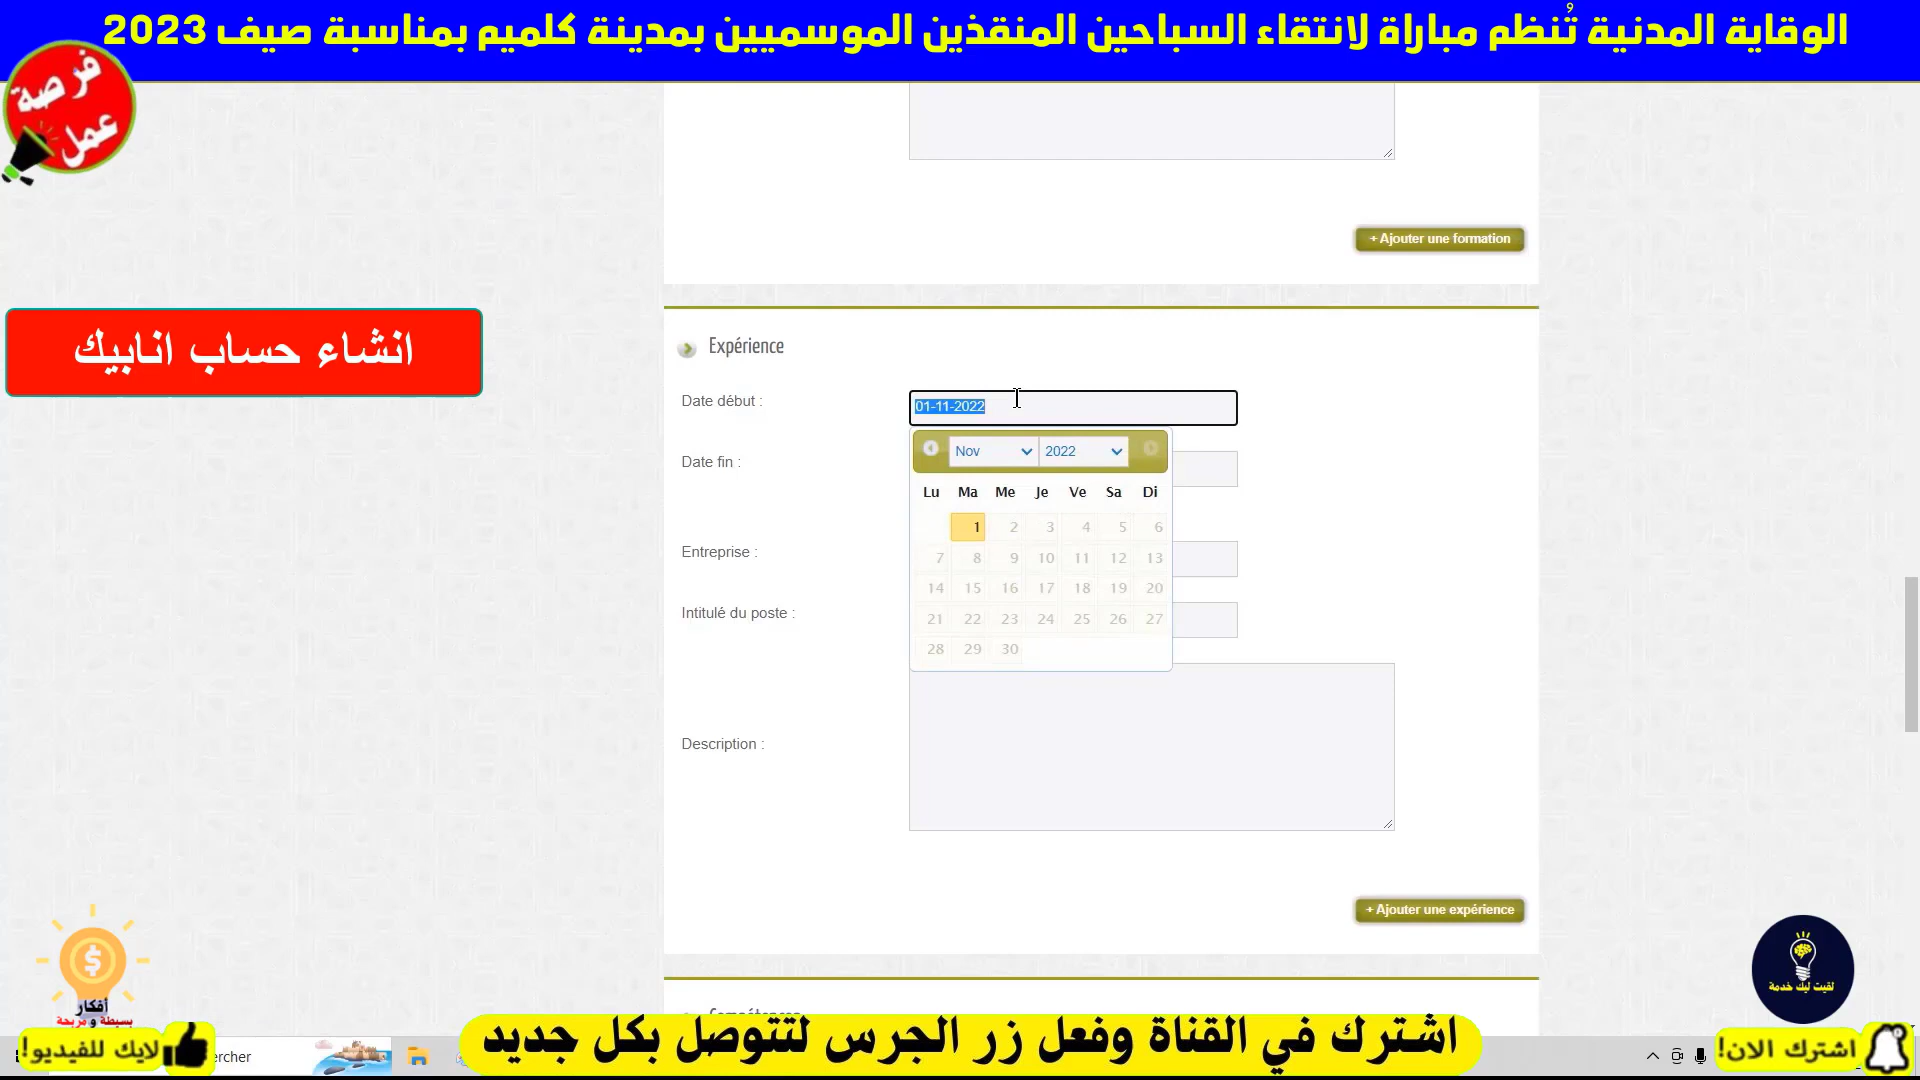 الوقاية المدنية تُنظم مباراة لانتقاء السباحين المنقذين الموسميين بمدينة كلميم بمناسبة صيف 2023
فرصة
عمل
+ Ajouter une formation
انشاء حساب انابيك
Expérience
Date début :
01-11-2022
Nov 2022
Date fin :
Lu Ma Me Je Ve Sa Di
1 2 3 4 5 6
Entreprise :
7 8 9 10 11 12 13
14 15 16 17 18 19 20
Intitulé du poste :
21 22 23 24 25 26 27
28 29 30
Description :
+ Ajouter une expérience
أفكار
بسيطة و مربحة
لقيت ليك خدمة
اشترك في القناة وفعل زر الجرس لتتوصل بكل جديد
لايك للفيديو!
ercher
اشترك الان!